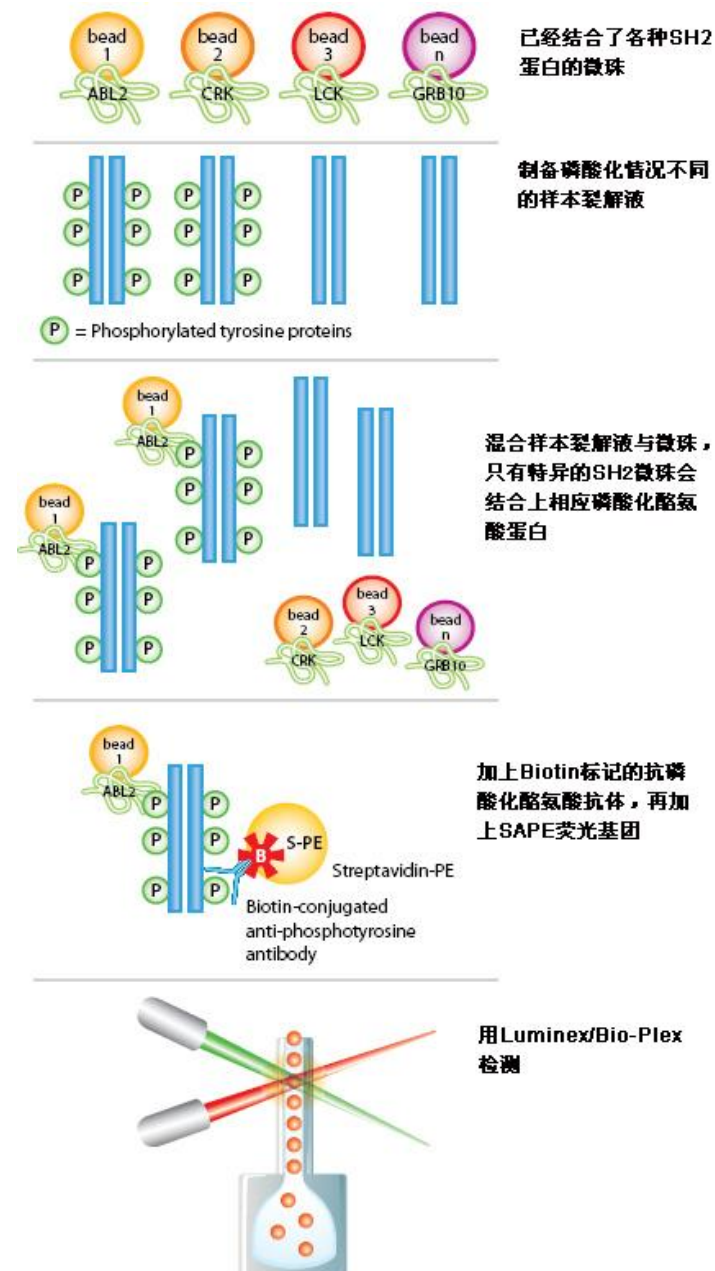 bead
1
ABL2
bead
2
CRK
bead
3
LCK
bead
n
GRB10
已经结合了各种SH2
蛋白的微珠
制备磷酸化情况不同
的样本裂解液
P P P P
P P P P
P P P P
P = Phosphorylated tyrosine proteins
bead
1
ABL2
P P
P P
P P
bead
1
ABL2
P P
P P
P P
bead
2
CRK
bead
3
LCK
bead
n
GRB10
混合样本裂解液与微珠，
只有特异的SH2微珠会
结合上相应磷酸化酪氨
酸蛋白
bead
1
ABL2
P P
P P
P P
B
S-PE
Streptavidin-PE
Biotin-conjugated
anti-phosphotyrosine
antibody
加上Biotin标记的抗磷
酸化酪氨酸抗体，再加
上SAPE荧光基团
用Luminex/Bio-Plex
检测